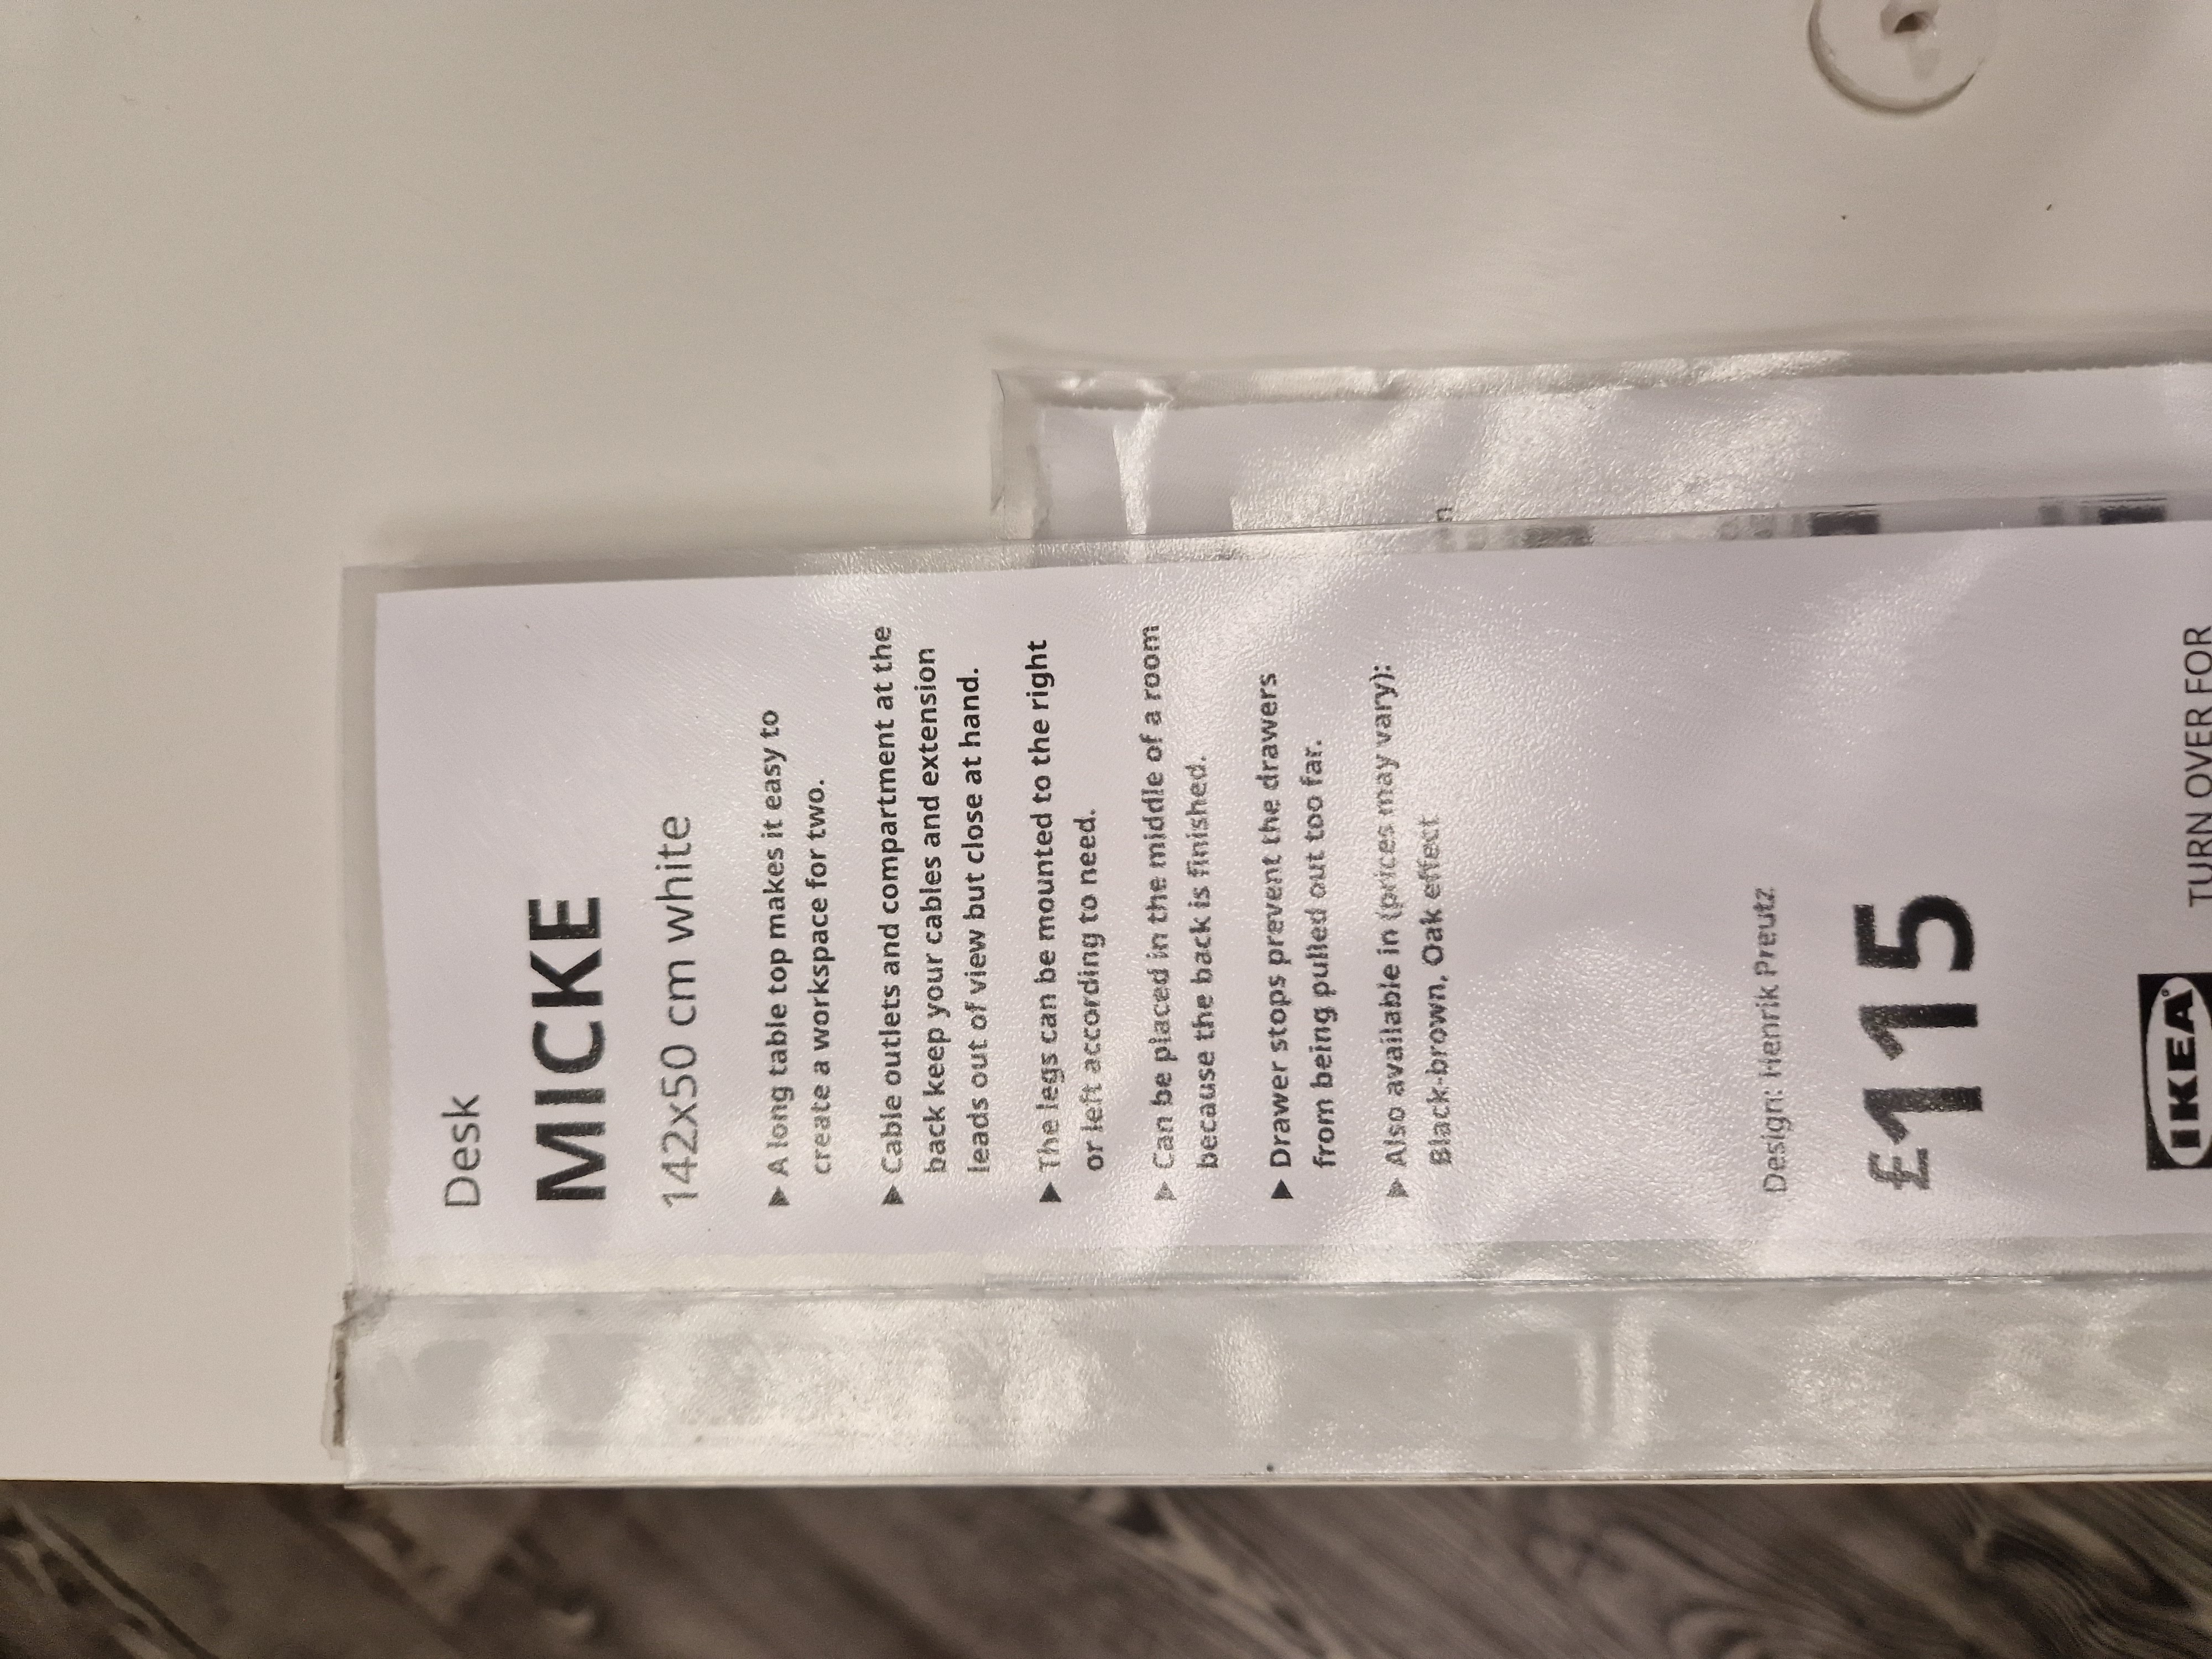 Desk
MICKE
142x50 cm white
▶ A long table top makes it easy to
create a workspace for two.
▶ Cable outlets and compartment at the
back keep your cables and extension
leads out of view but close at hand.
▶ The legs can be mounted to the right
or left according to need.
▶ Can be placed in the middle of a room
because the back is finished.
▶ Drawer stops prevent the drawers
from being pulled out too far.
▶ Also available in (prices may vary):
Black-brown, Oak effect
n
Design: Henrik Preutz
£115
IKEA®
TURN OVER FOR